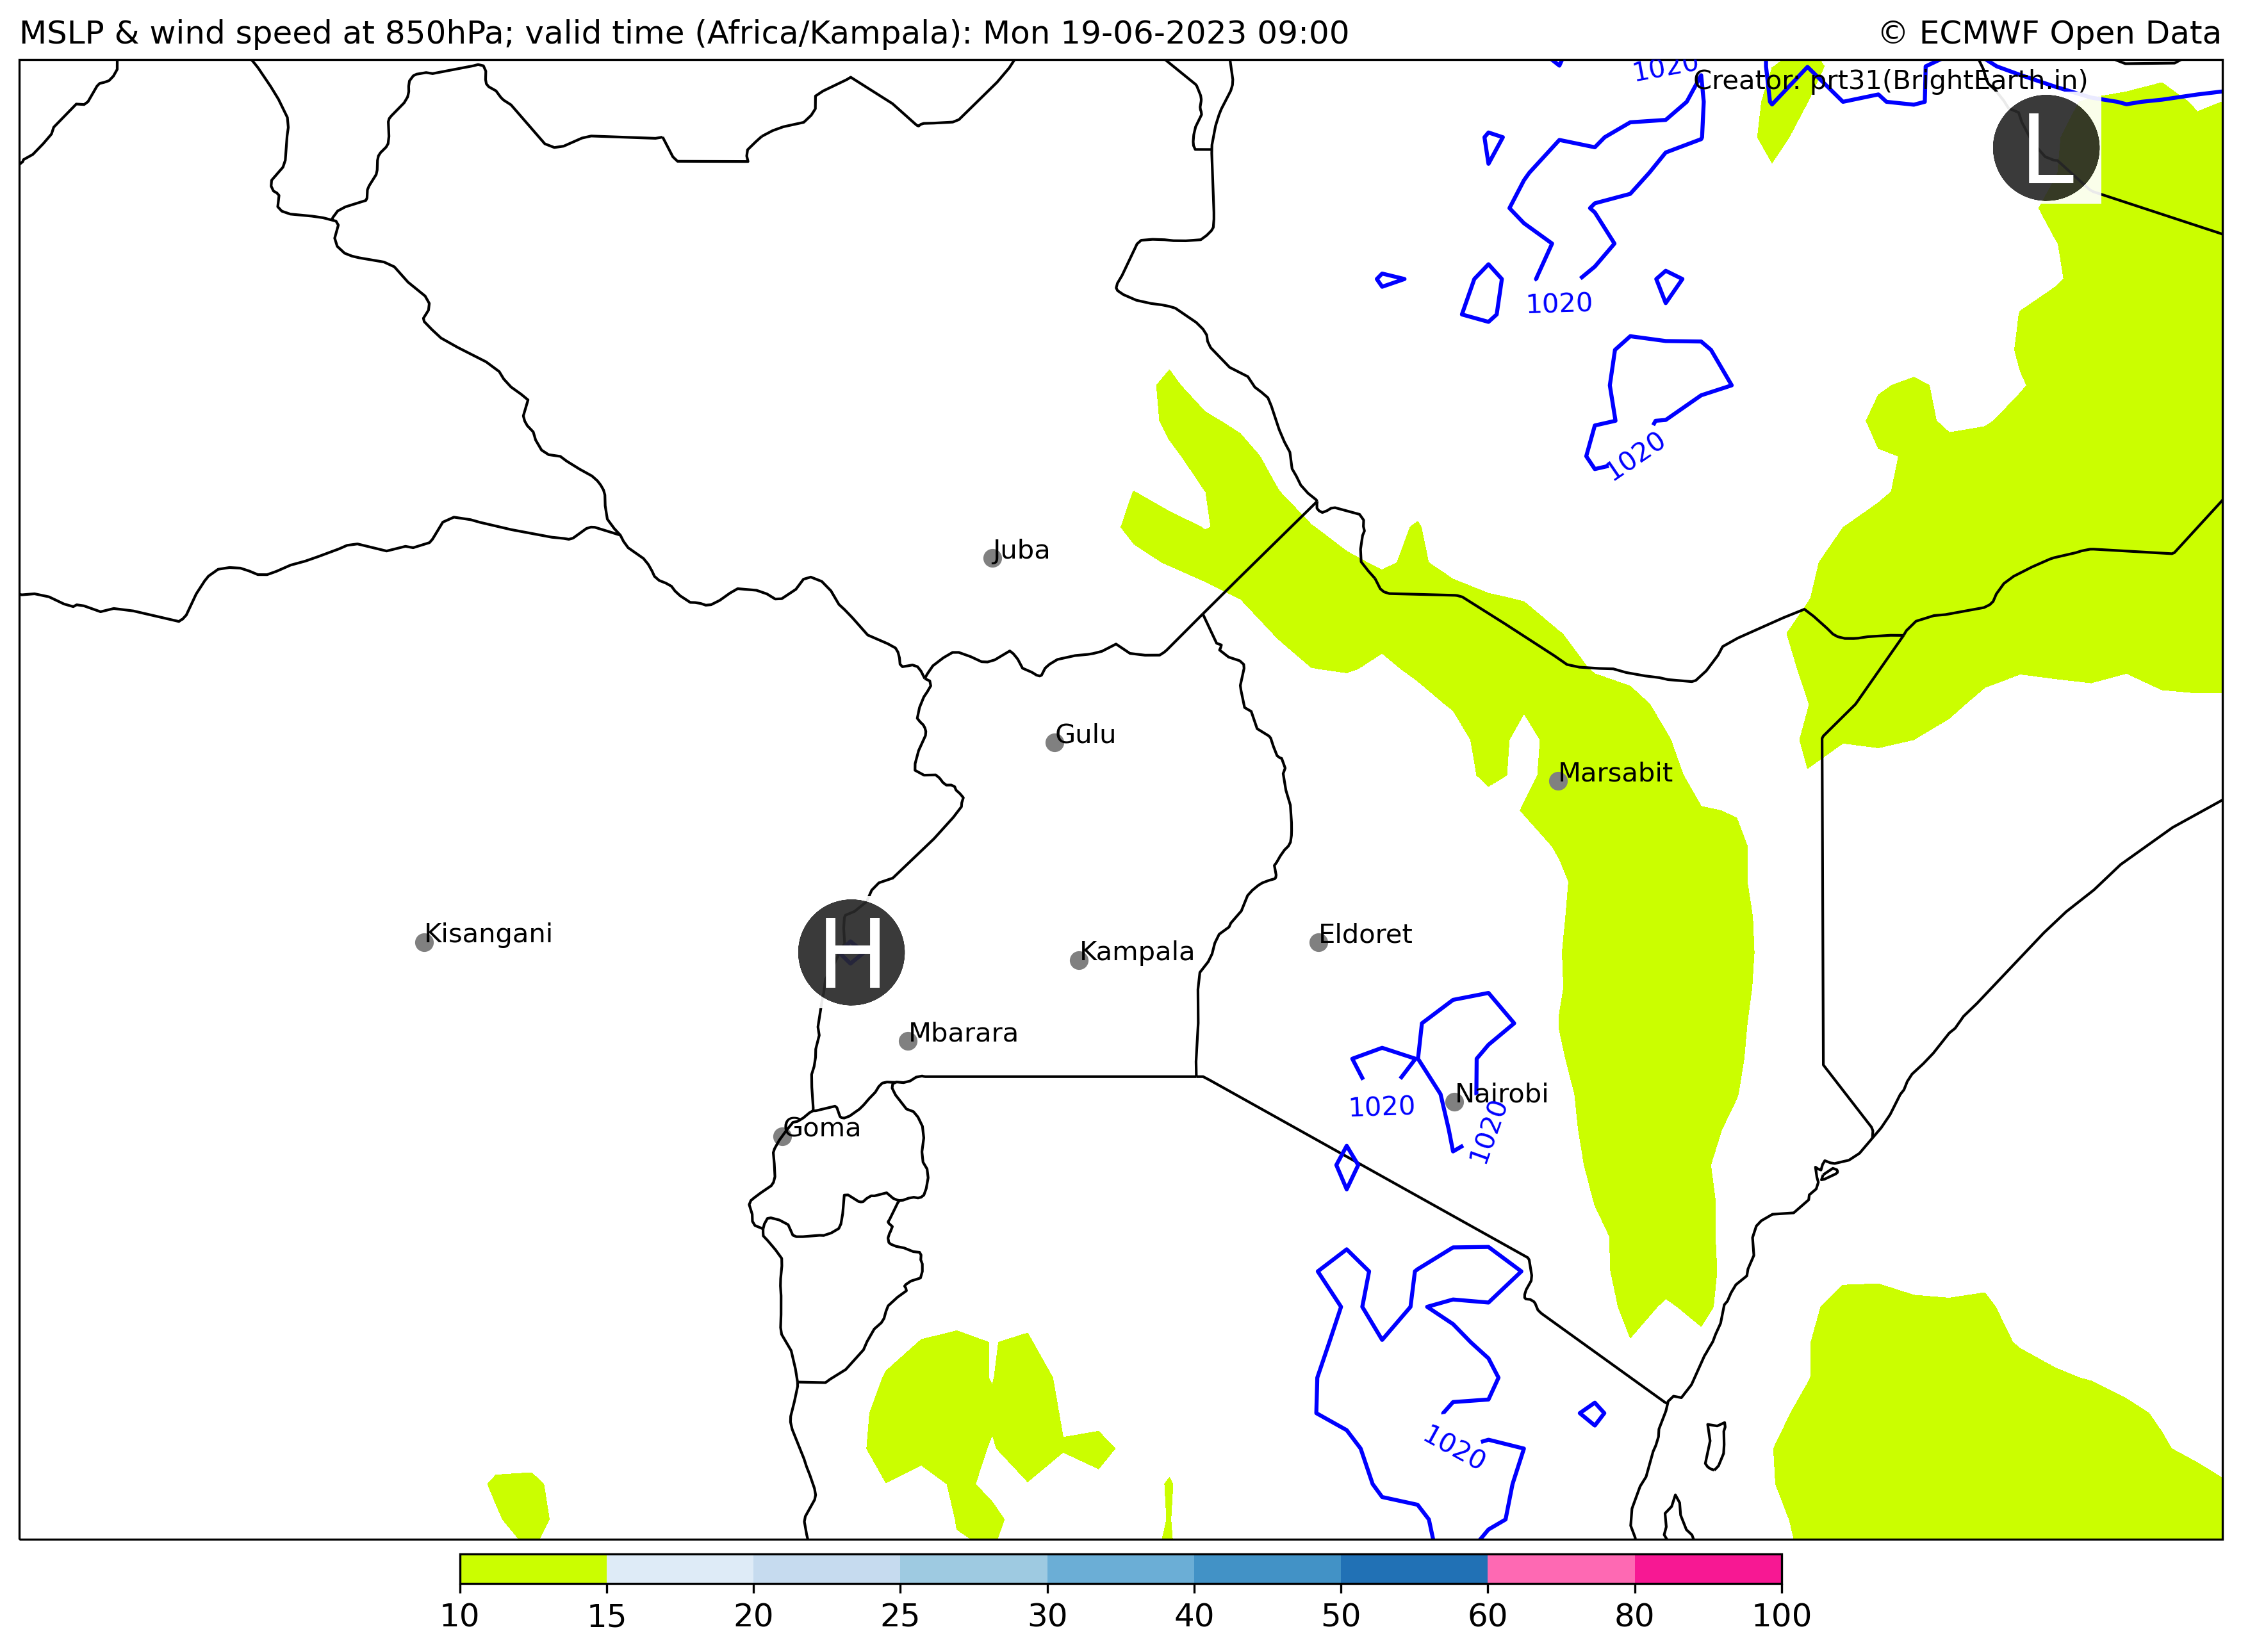 MSLP & wind speed at 850hPa; valid time (Africa/Kampala): Mon 19-06-2023 09:00
© ECMWF Open Data
1020
Creator: prt31(BrightEarth.in)
L
1020
1020
Juba
Gulu
Marsabit
Kisangani
H
Kampala
Eldoret
Mbarara
Nairobi
1020
1020
Goma
1020
10 15 20 25 30 40 50 60 80 100